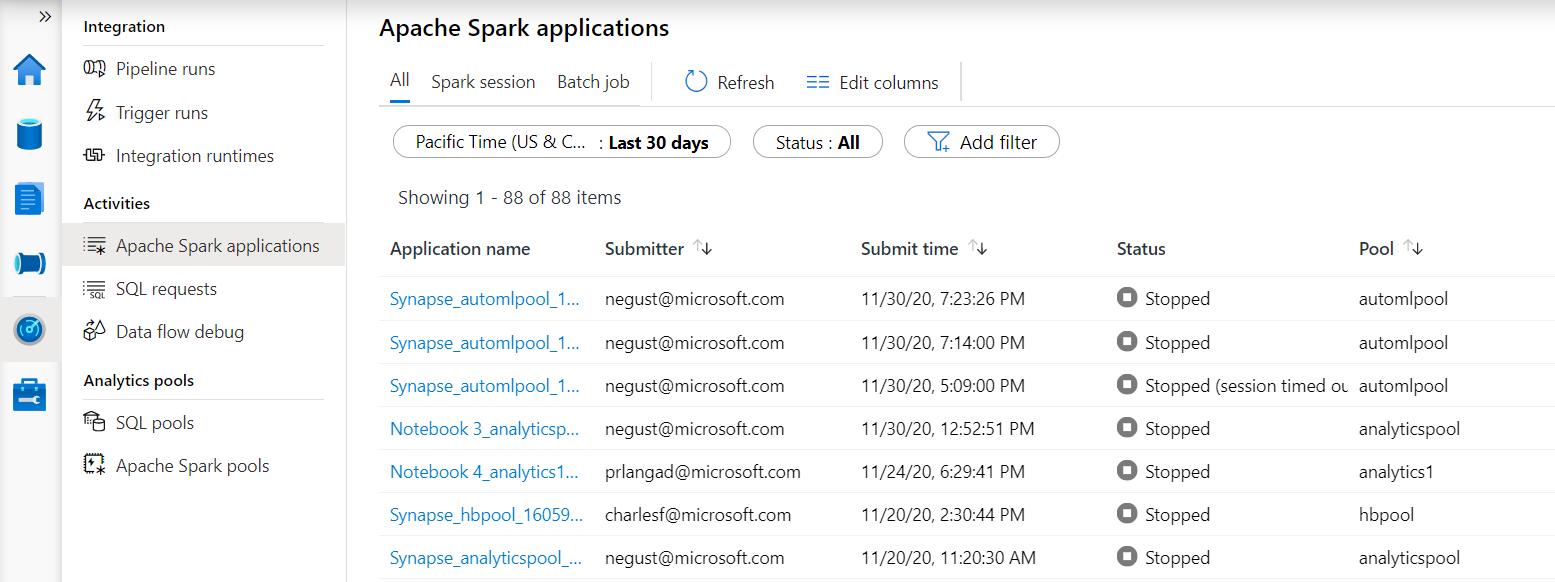 Integration
Pipeline runs
Trigger runs
Integration runtimes
Activities
Apache Spark applications
SQL requests
Data flow debug
Analytics pools
SQL pools
Apache Spark pools
Apache Spark applications
All Spark session Batch job Refresh Edit columns
Pacific Time (US & C... : Last 30 days Status : All Add filter
Showing 1 - 88 of 88 items
Application name Submitter Submit time Status Pool
Synapse_automlpool_1... negust@microsoft.com 11/30/20, 7:23:26 PM Stopped automlpool
Synapse_automlpool_1... negust@microsoft.com 11/30/20, 7:14:00 PM Stopped automlpool
Synapse_automlpool_1... negust@microsoft.com 11/30/20, 5:09:00 PM Stopped (session timed ou automlpool
Notebook 3_analyticsp... negust@microsoft.com 11/30/20, 12:52:51 PM Stopped analyticspool
Notebook 4_analytics1... prlangad@microsoft.com 11/24/20, 6:29:41 PM Stopped analytics1
Synapse_hbpool_16059... charlesf@microsoft.com 11/20/20, 2:30:44 PM Stopped hbpool
Synapse_analyticspool_... negust@microsoft.com 11/20/20, 11:20:30 AM Stopped analyticspool